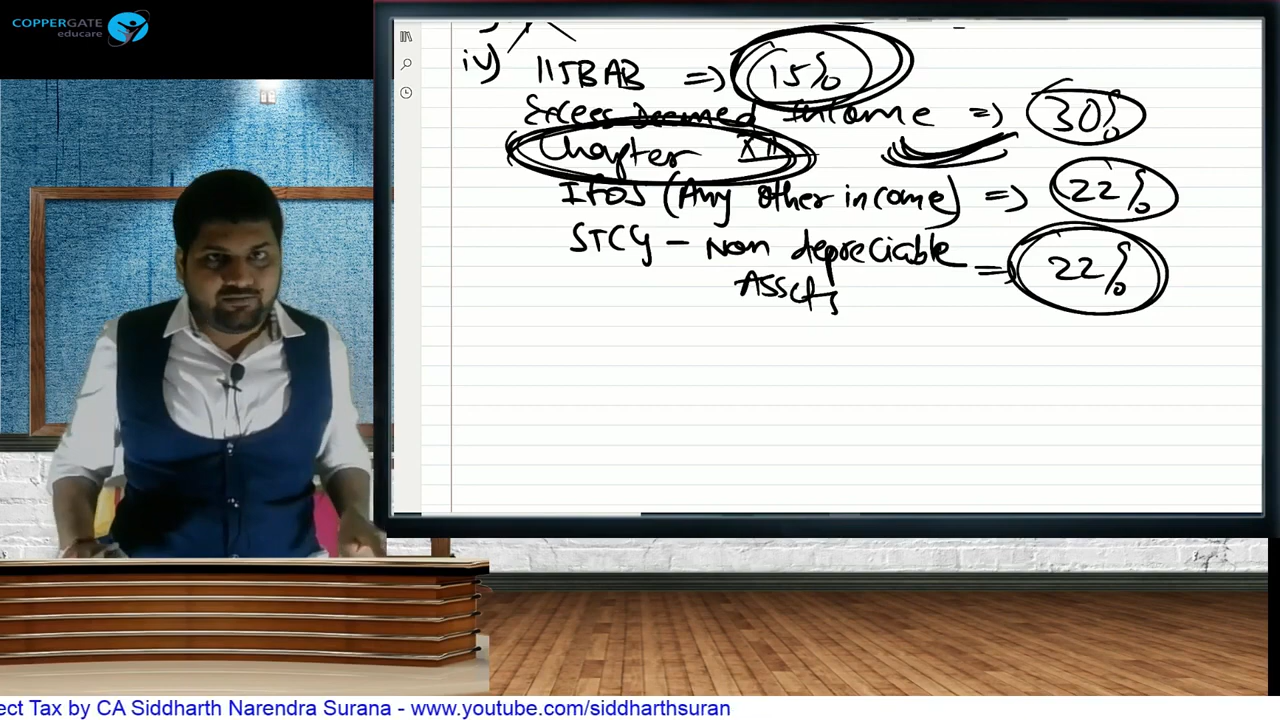 COPPERGATE
educare
iv) 115BAB => 15%
Excess Deemed Income => 30%
Chapter XII
IFOS (Any other income) => 22%
STCG - Non depreciable => 22%
Assets
ect Tax by CA Siddharth Narendra Surana - www.youtube.com/siddharthsuran